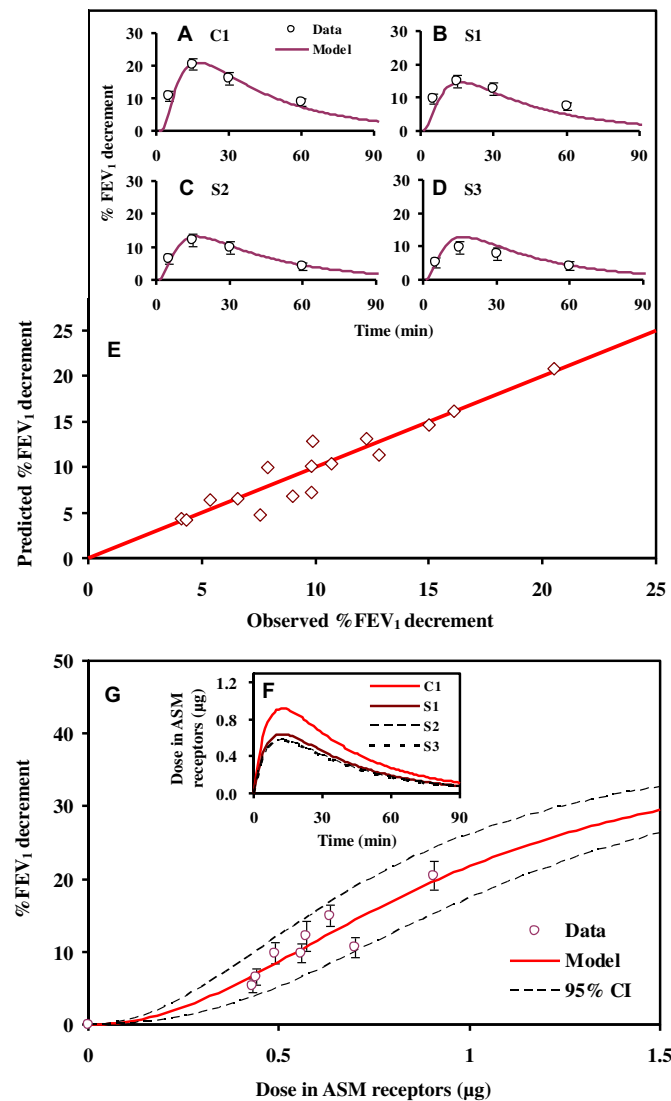 A C1
Data
Model
B S1
30
20
10
0
0 30 60 90
30
20
10
0
0 30 60 90
C S2
D S3
30
20
10
0
0 30 60 90
30
20
10
0
0 30 60 90
% FEV1 decrement
Time (min)
E
25
20
15
10
5
0
0 5 10 15 20 25
Predicted %FEV1 decrement
Observed %FEV1 decrement
G
50
40
30
20
10
0
0 0.5 1 1.5
%FEV1 decrement
Dose in ASM receptors (µg)
F
C1
S1
S2
S3
1.2
0.8
0.4
0.0
0 30 60 90
Dose in ASM
receptors (µg)
Time (min)
Data
Model
95% CI